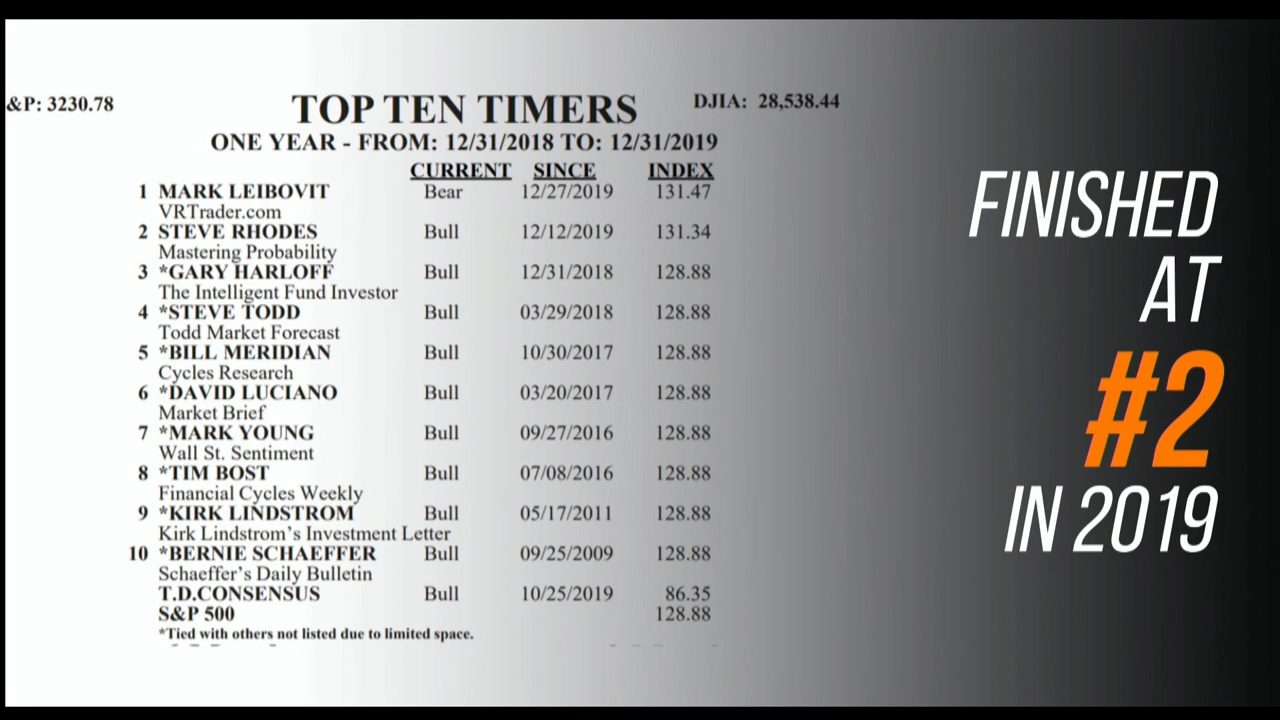 &P: 3230.78
TOP TEN TIMERS
DJIA: 28,538.44
ONE YEAR - FROM: 12/31/2018 TO: 12/31/2019
CURRENT SINCE INDEX
1 MARK LEIBOVIT Bear 12/27/2019 131.47
VRTrader.com
2 STEVE RHODES Bull 12/12/2019 131.34
Mastering Probability
3 *GARY HARLOFF Bull 12/31/2018 128.88
The Intelligent Fund Investor
4 *STEVE TODD Bull 03/29/2018 128.88
Todd Market Forecast
5 *BILL MERIDIAN Bull 10/30/2017 128.88
Cycles Research
6 *DAVID LUCIANO Bull 03/20/2017 128.88
Market Brief
7 *MARK YOUNG Bull 09/27/2016 128.88
Wall St. Sentiment
8 *TIM BOST Bull 07/08/2016 128.88
Financial Cycles Weekly
9 *KIRK LINDSTROM Bull 05/17/2011 128.88
Kirk Lindstrom's Investment Letter
10 *BERNIE SCHAEFFER Bull 09/25/2009 128.88
Schaeffer's Daily Bulletin
T.D.CONSENSUS Bull 10/25/2019 86.35
S&P 500 128.88
*Tied with others not listed due to limited space.
FINISHED
AT
#2
IN 2019